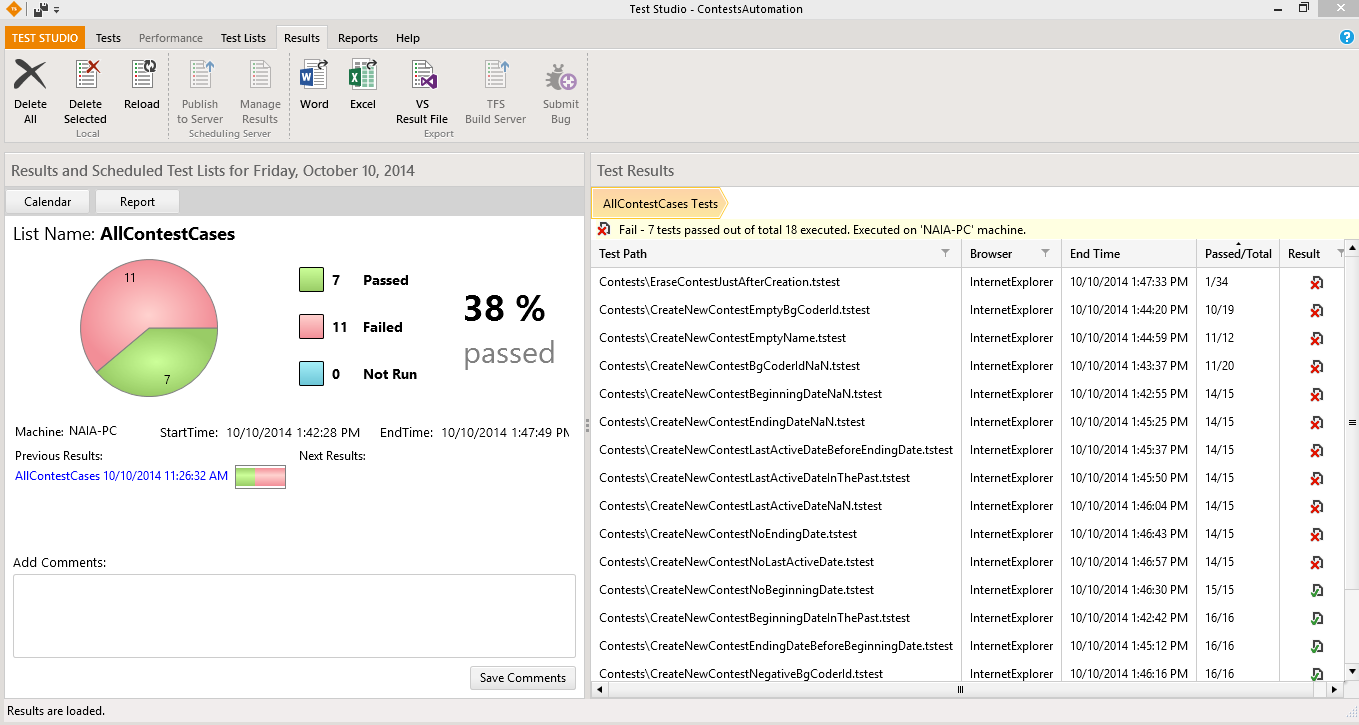 Test Studio - ContestsAutomation
TEST STUDIO Tests Performance Test Lists Results Reports Help
Delete All
Delete Selected
Reload
Local
Publish to Server
Manage Results
Scheduling Server
Word
Excel
VS Result File
TFS Build Server
Submit Bug
Export
Results and Scheduled Test Lists for Friday, October 10, 2014
Calendar Report
List Name: AllContestCases
11
7
7 Passed
11 Failed
0 Not Run
38 %
passed
Machine: NAIA-PC StartTime: 10/10/2014 1:42:28 PM EndTime: 10/10/2014 1:47:49 PM
Previous Results: Next Results:
AllContestCases 10/10/2014 11:26:32 AM
Add Comments:
Save Comments
Test Results
AllContestCases Tests
Fail - 7 tests passed out of total 18 executed. Executed on 'NAIA-PC' machine.
Test Path Browser End Time Passed/Total Result
Contests\EraseContestJustAfterCreation.tstest InternetExplorer 10/10/2014 1:47:33 PM 1/34
Contests\CreateNewContestEmptyBgCoderId.tstest InternetExplorer 10/10/2014 1:44:20 PM 10/19
Contests\CreateNewContestEmptyName.tstest InternetExplorer 10/10/2014 1:44:59 PM 11/12
Contests\CreateNewContestBgCoderIdNaN.tstest InternetExplorer 10/10/2014 1:43:37 PM 11/20
Contests\CreateNewContestBeginningDateNaN.tstest InternetExplorer 10/10/2014 1:42:55 PM 14/15
Contests\CreateNewContestEndingDateNaN.tstest InternetExplorer 10/10/2014 1:45:25 PM 14/15
Contests\CreateNewContestLastActiveDateBeforeEndingDate.tstest InternetExplorer 10/10/2014 1:45:37 PM 14/15
Contests\CreateNewContestLastActiveDateInThePast.tstest InternetExplorer 10/10/2014 1:45:50 PM 14/15
Contests\CreateNewContestLastActiveDateNaN.tstest InternetExplorer 10/10/2014 1:46:04 PM 14/15
Contests\CreateNewContestNoEndingDate.tstest InternetExplorer 10/10/2014 1:46:43 PM 14/15
Contests\CreateNewContestNoLastActiveDate.tstest InternetExplorer 10/10/2014 1:46:57 PM 14/15
Contests\CreateNewContestNoBeginningDate.tstest InternetExplorer 10/10/2014 1:46:30 PM 15/15
Contests\CreateNewContestBeginningDateInThePast.tstest InternetExplorer 10/10/2014 1:42:42 PM 16/16
Contests\CreateNewContestEndingDateBeforeBeginningDate.tstest InternetExplorer 10/10/2014 1:45:12 PM 16/16
Contests\CreateNewContestNegativeBgCoderId.tstest InternetExplorer 10/10/2014 1:46:16 PM 16/16
Results are loaded.